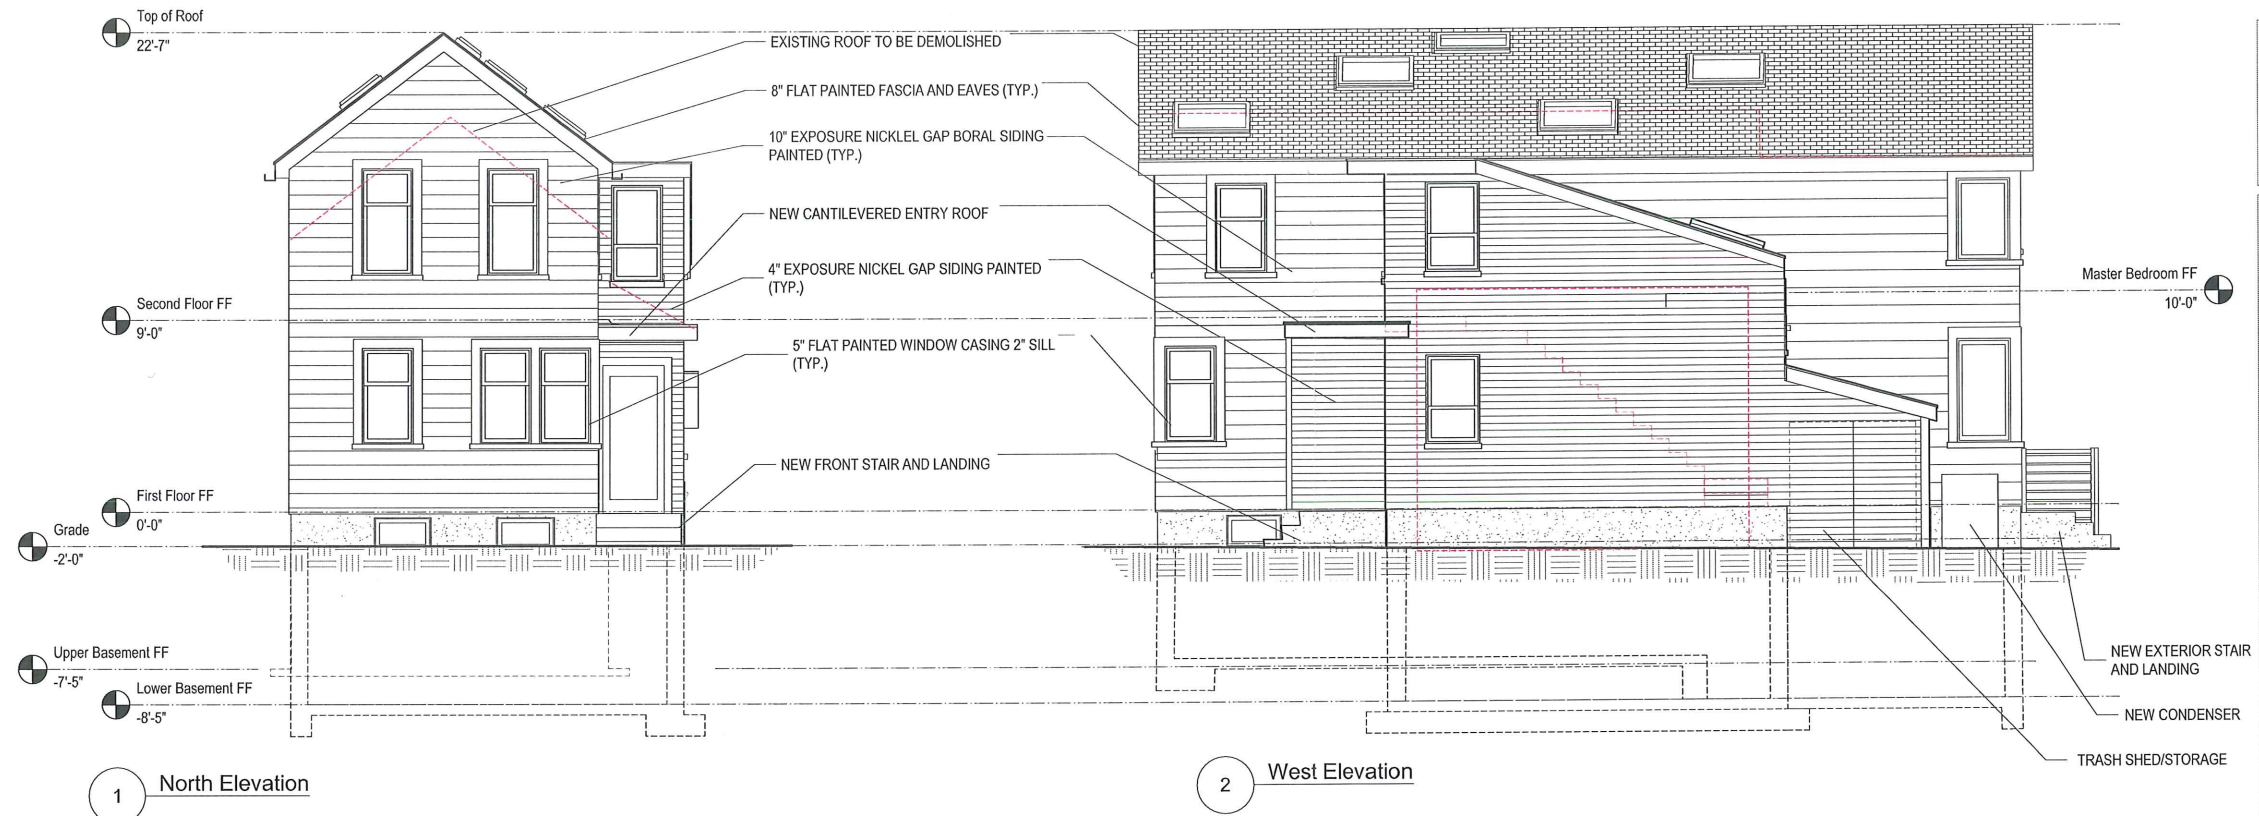 Top of Roof
22'-7"
EXISTING ROOF TO BE DEMOLISHED
8" FLAT PAINTED FASCIA AND EAVES (TYP.)
10" EXPOSURE NICKLEL GAP BORAL SIDING
PAINTED (TYP.)
NEW CANTILEVERED ENTRY ROOF
4" EXPOSURE NICKEL GAP SIDING PAINTED
(TYP.)
Master Bedroom FF
10'-0"
Second Floor FF
9'-0"
5" FLAT PAINTED WINDOW CASING 2" SILL
(TYP.)
NEW FRONT STAIR AND LANDING
First Floor FF
0'-0"
Grade
-2'-0"
Upper Basement FF
-7'-5"
Lower Basement FF
-8'-5"
NEW EXTERIOR STAIR
AND LANDING
NEW CONDENSER
TRASH SHED/STORAGE
1 North Elevation
2 West Elevation